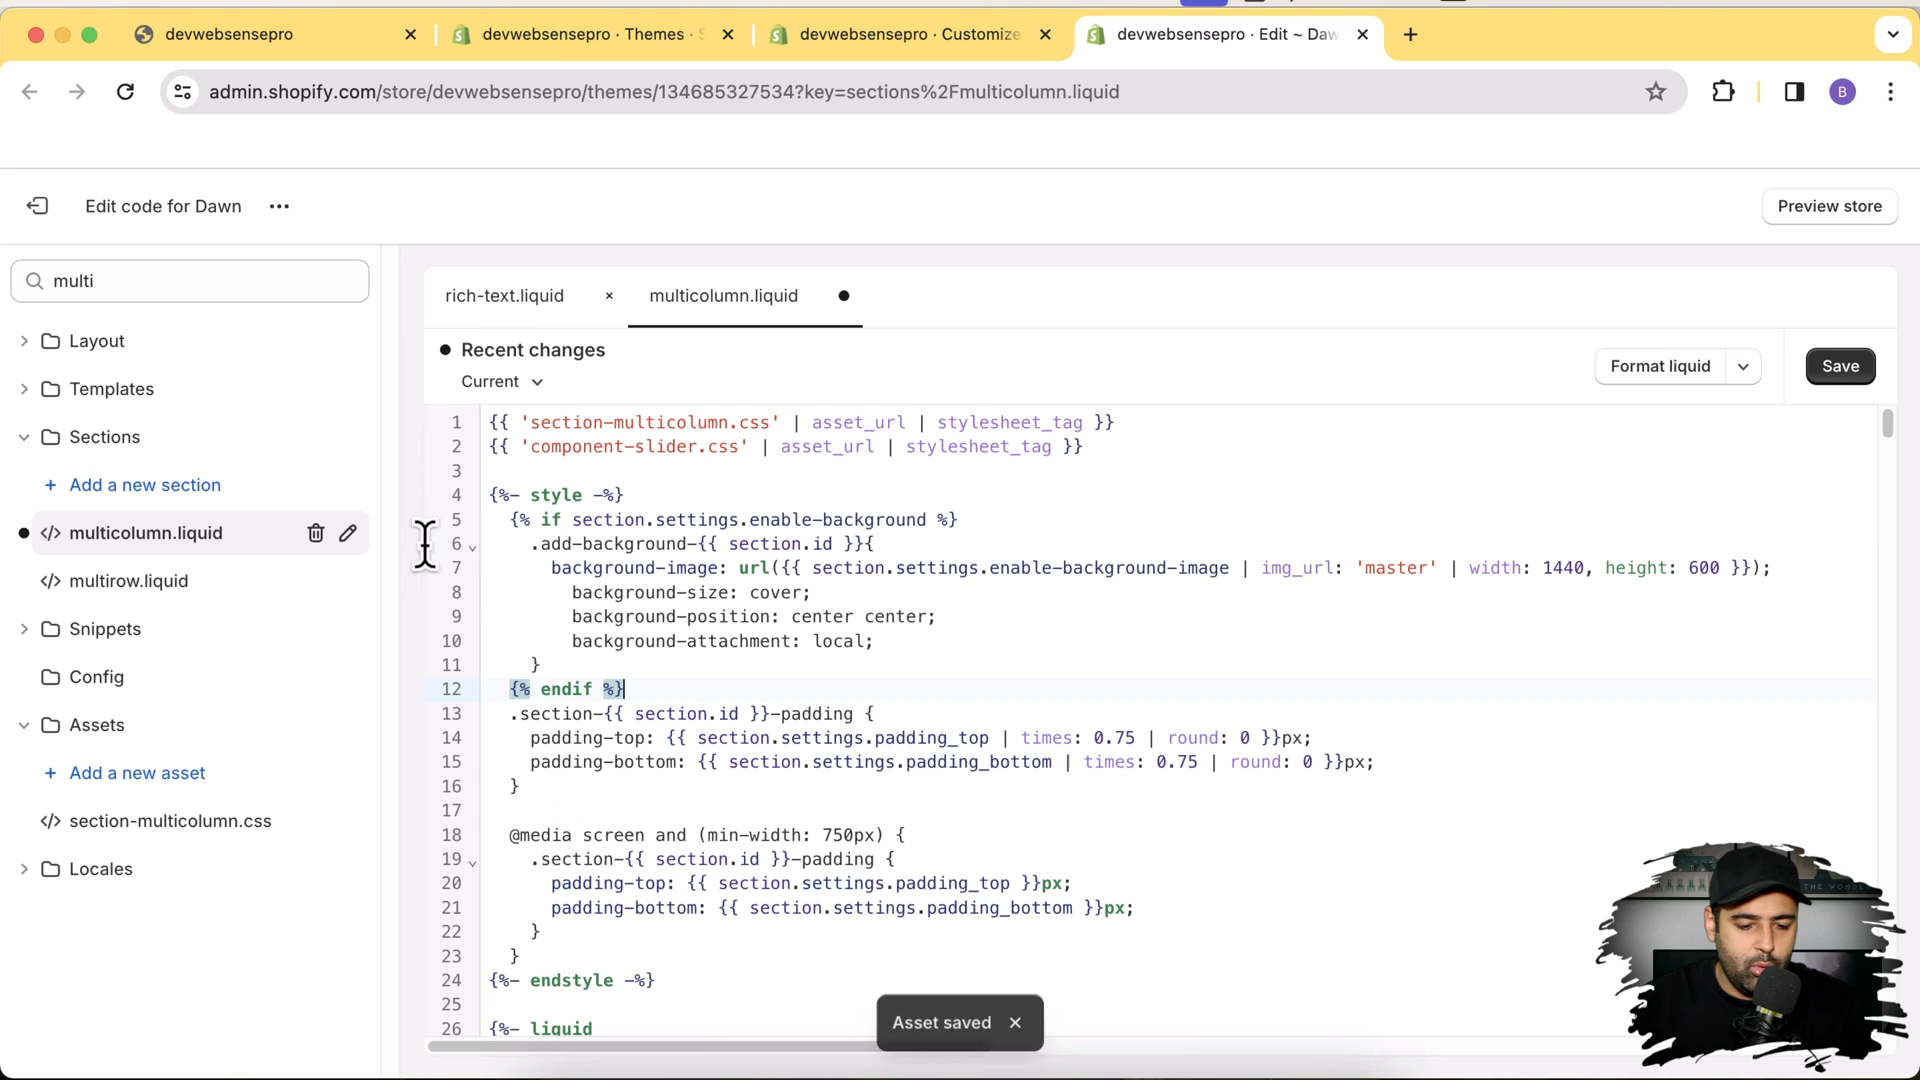 devwebsensepro
devwebsensepro · Themes · S
devwebsensepro · Customize
devwebsensepro · Edit ~ Daw
admin.shopify.com/store/devwebsensepro/themes/134685327534?key=sections%2Fmulticolumn.liquid
B
Edit code for Dawn
Preview store
multi
Layout
Templates
Sections
Add a new section
multicolumn.liquid
multirow.liquid
Snippets
Config
Assets
Add a new asset
section-multicolumn.css
Locales
rich-text.liquid
multicolumn.liquid
Recent changes
Current
Format liquid
Save
1 {{ 'section-multicolumn.css' | asset_url | stylesheet_tag }}
2 {{ 'component-slider.css' | asset_url | stylesheet_tag }}
3
4 {%- style -%}
5 {% if section.settings.enable-background %}
6 .add-background-{{ section.id }}{
7 background-image: url({{ section.settings.enable-background-image | img_url: 'master' | width: 1440, height: 600 }});
8 background-size: cover;
9 background-position: center center;
10 background-attachment: local;
11 }
12 {% endif %}
13 .section-{{ section.id }}-padding {
14 padding-top: {{ section.settings.padding_top | times: 0.75 | round: 0 }}px;
15 padding-bottom: {{ section.settings.padding_bottom | times: 0.75 | round: 0 }}px;
16 }
17
18 @media screen and (min-width: 750px) {
19 .section-{{ section.id }}-padding {
20 padding-top: {{ section.settings.padding_top }}px;
21 padding-bottom: {{ section.settings.padding_bottom }}px;
22 }
23 }
24 {%- endstyle -%}
25
26 {%- liquid
Asset saved
THE WONDE